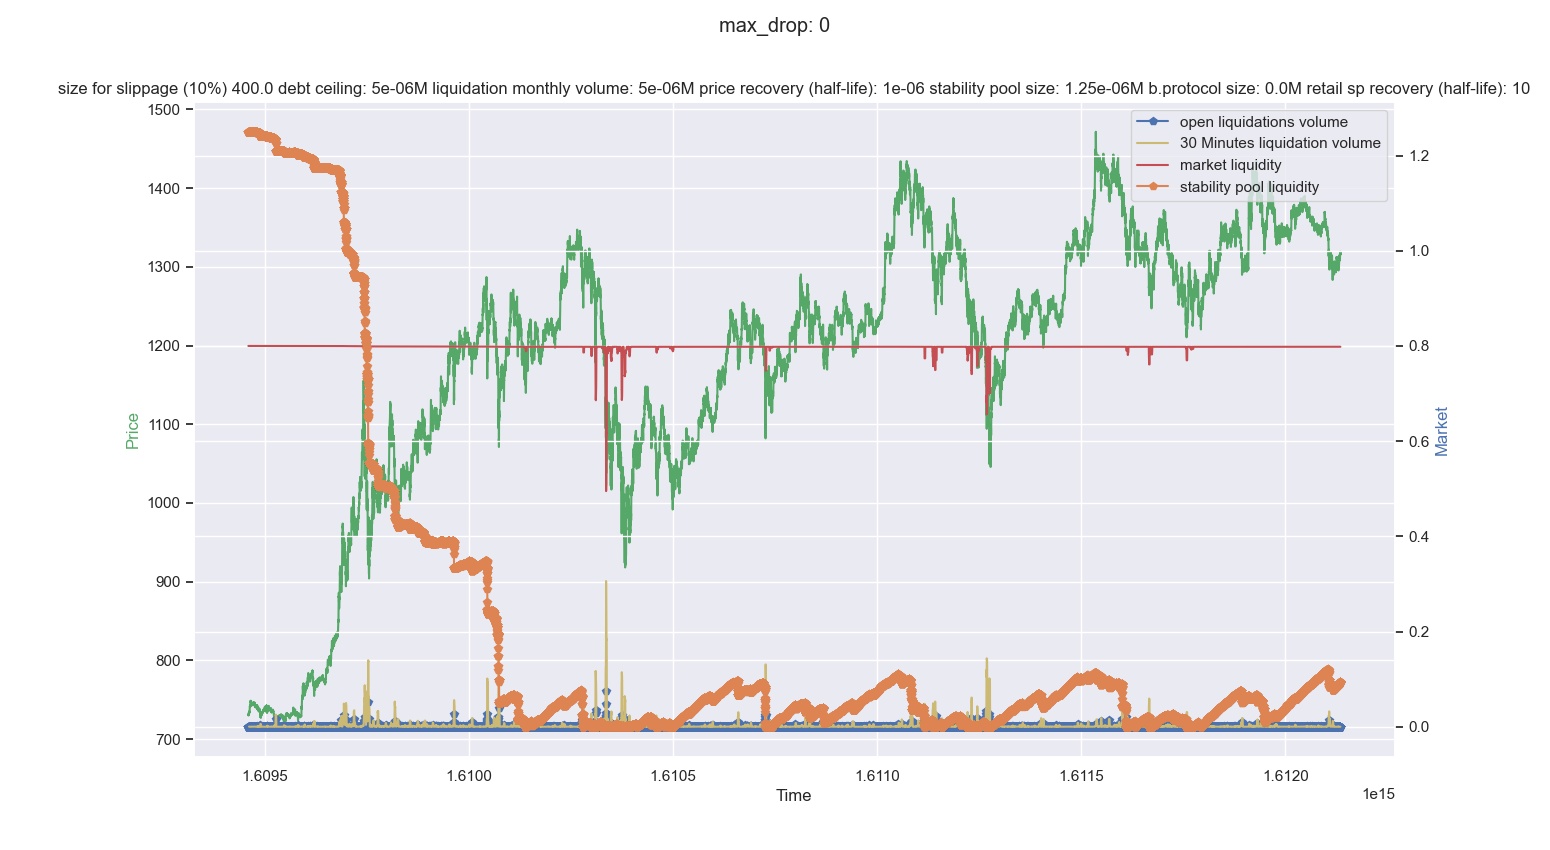 max_drop: 0
size for slippage (10%) 400.0 debt ceiling: 5e-06M liquidation monthly volume: 5e-06M price recovery (half-life): 1e-06 stability pool size: 1.25e-06M b.protocol size: 0.0M retail sp recovery (half-life): 10
open liquidations volume
30 Minutes liquidation volume
market liquidity
stability pool liquidity
1500
1400
1300
1200
1100
1000
900
800
700
Price
1.2
1.0
0.8
0.6
0.4
0.2
0.0
Market
1.6095
1.6100
1.6105
1.6110
1.6115
1.6120
Time
1e15